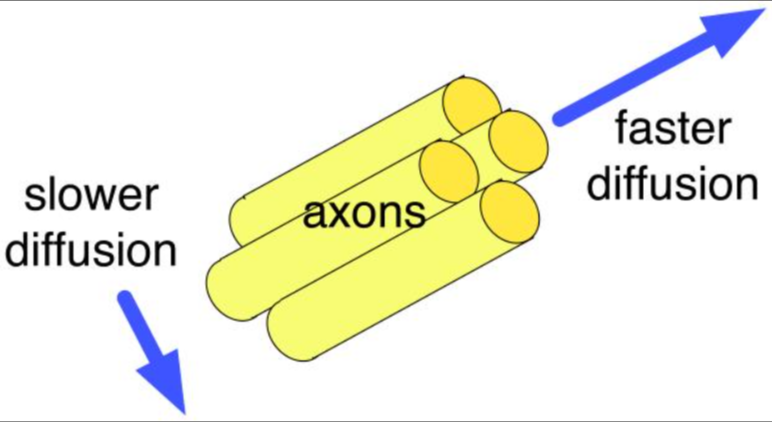 slower
diffusion
axons
faster
diffusion